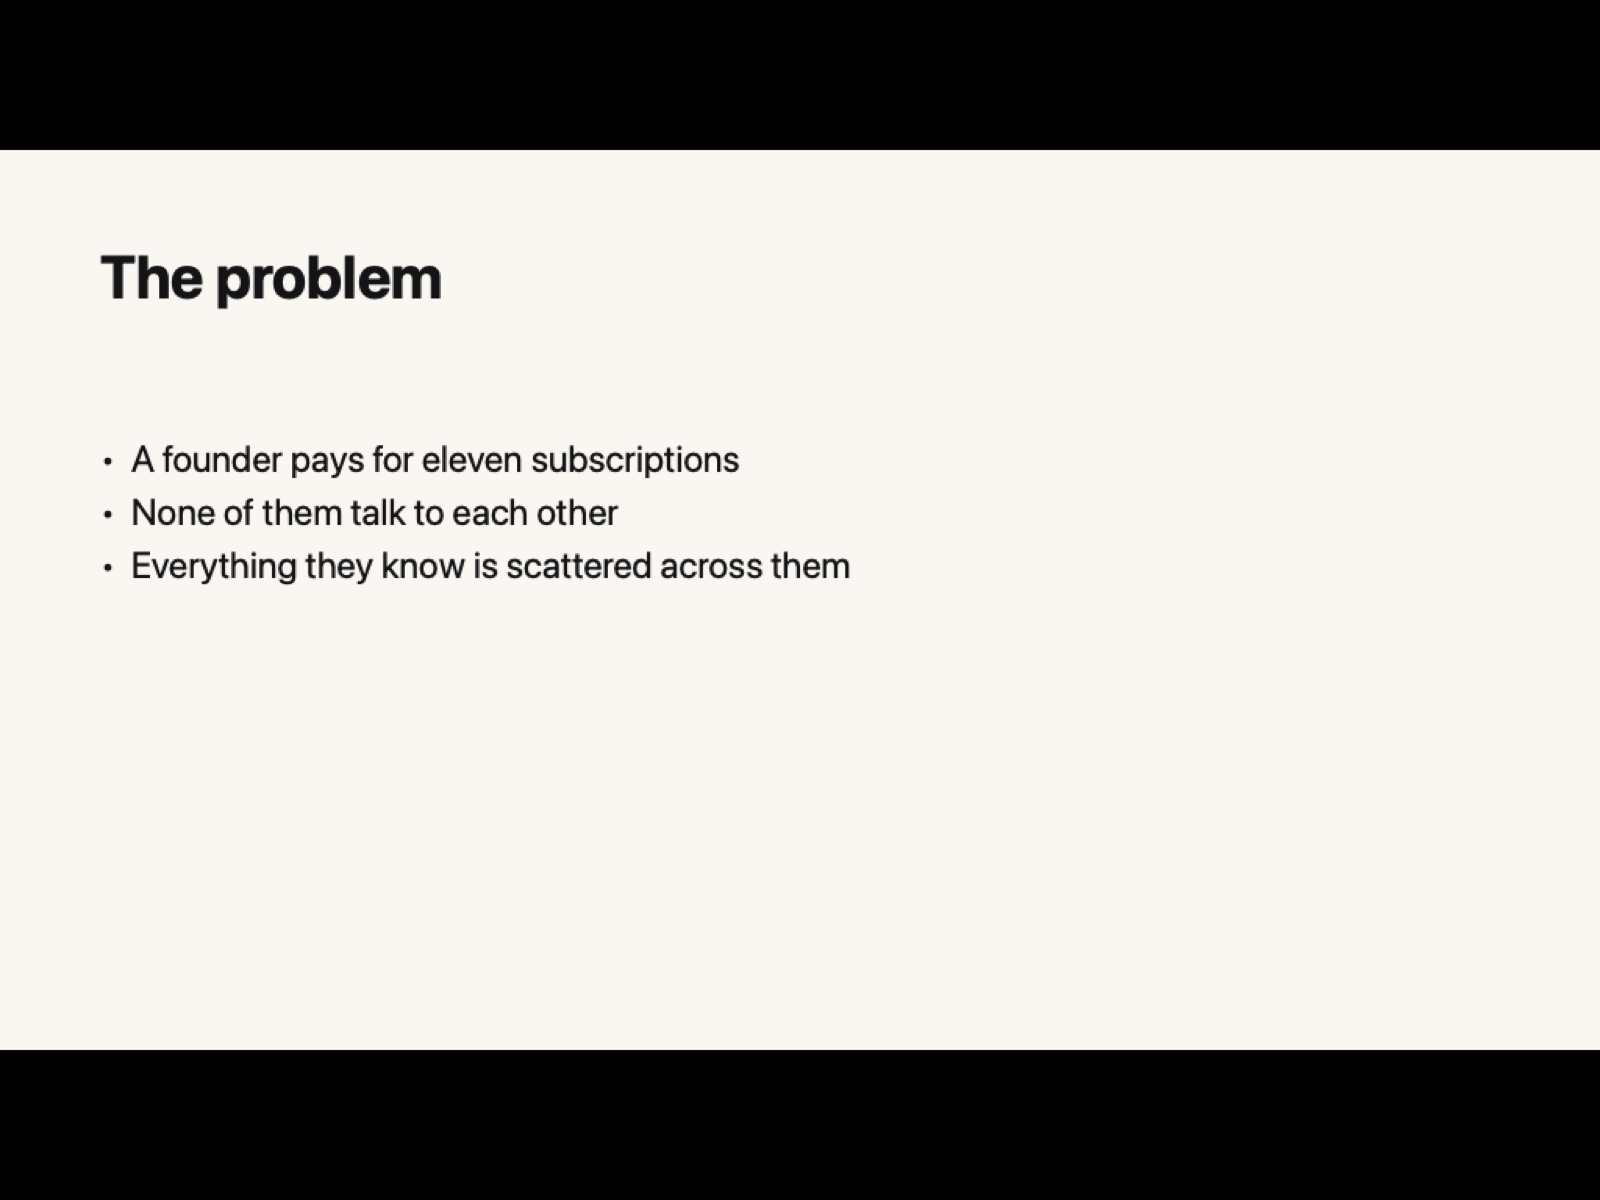 The problem
• A founder pays for eleven subscriptions
• None of them talk to each other
• Everything they know is scattered across them